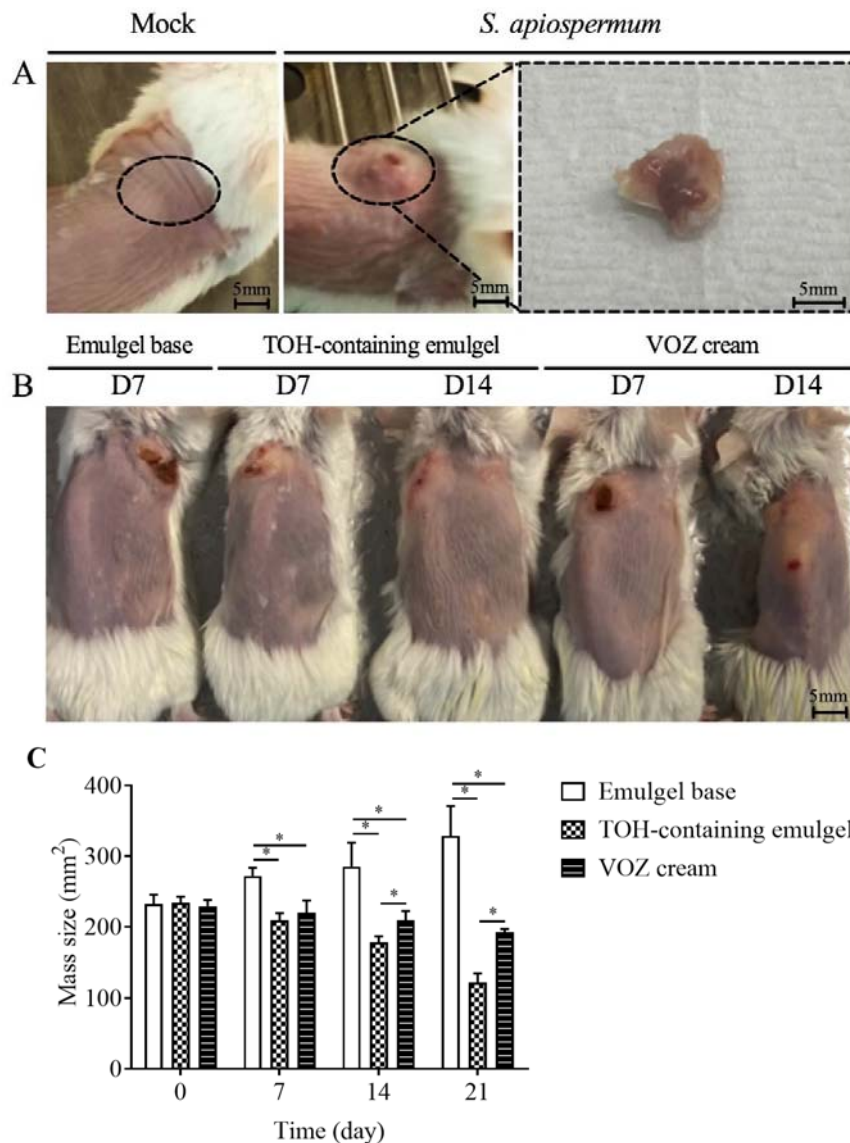 Mock
S. apiospermum
A
5mm
5mm
5mm
Emulgel base
TOH-containing emulgel
VOZ cream
D7
D7
D14
D7
D14
B
5mm
C
Mass size (mm²)
400
300
200
100
0
*
*
*
*
*
*
*
*
0
7
14
21
Time (day)
Emulgel base
TOH-containing emulgel
VOZ cream